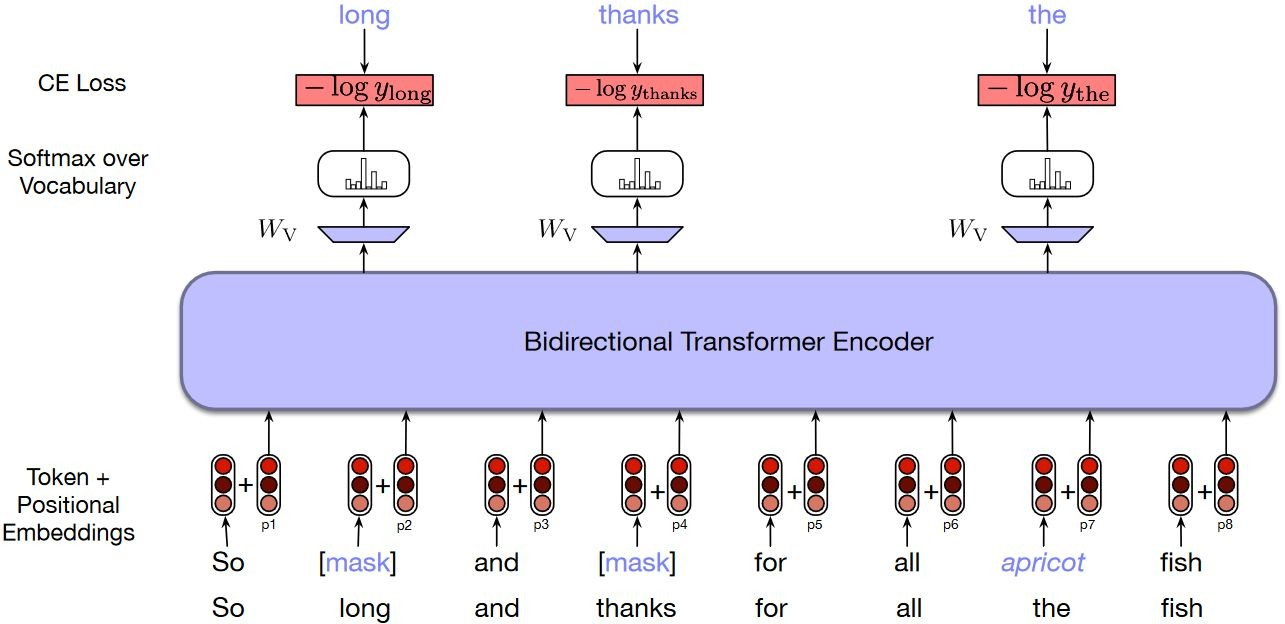 long thanks the
CE Loss
− log y_long − log y_thanks − log y_the
Softmax over
Vocabulary
W_V W_V W_V
Bidirectional Transformer Encoder
Token +
Positional
Embeddings
+ + + + + + + +
p1 p2 p3 p4 p5 p6 p7 p8
So [mask] and [mask] for all apricot fish
So long and thanks for all the fish